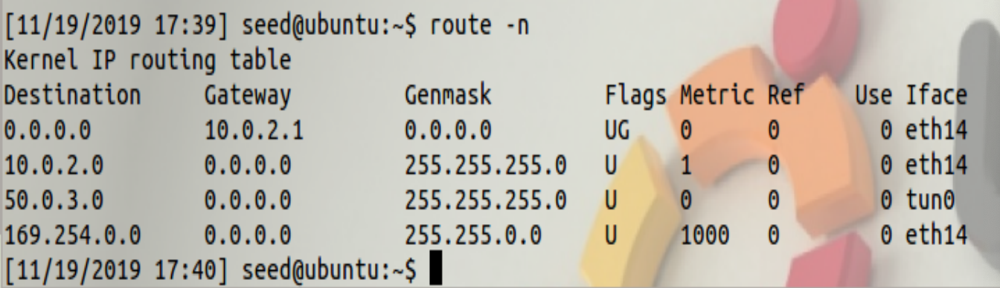 [11/19/2019 17:39] seed@ubuntu:~$ route -n
Kernel IP routing table
Destination Gateway Genmask Flags Metric Ref Use Iface
0.0.0.0 10.0.2.1 0.0.0.0 UG 0 0 0 eth14
10.0.2.0 0.0.0.0 255.255.255.0 U 1 0 0 eth14
50.0.3.0 0.0.0.0 255.255.255.0 U 0 0 0 tun0
169.254.0.0 0.0.0.0 255.255.0.0 U 1000 0 0 eth14
[11/19/2019 17:40] seed@ubuntu:~$